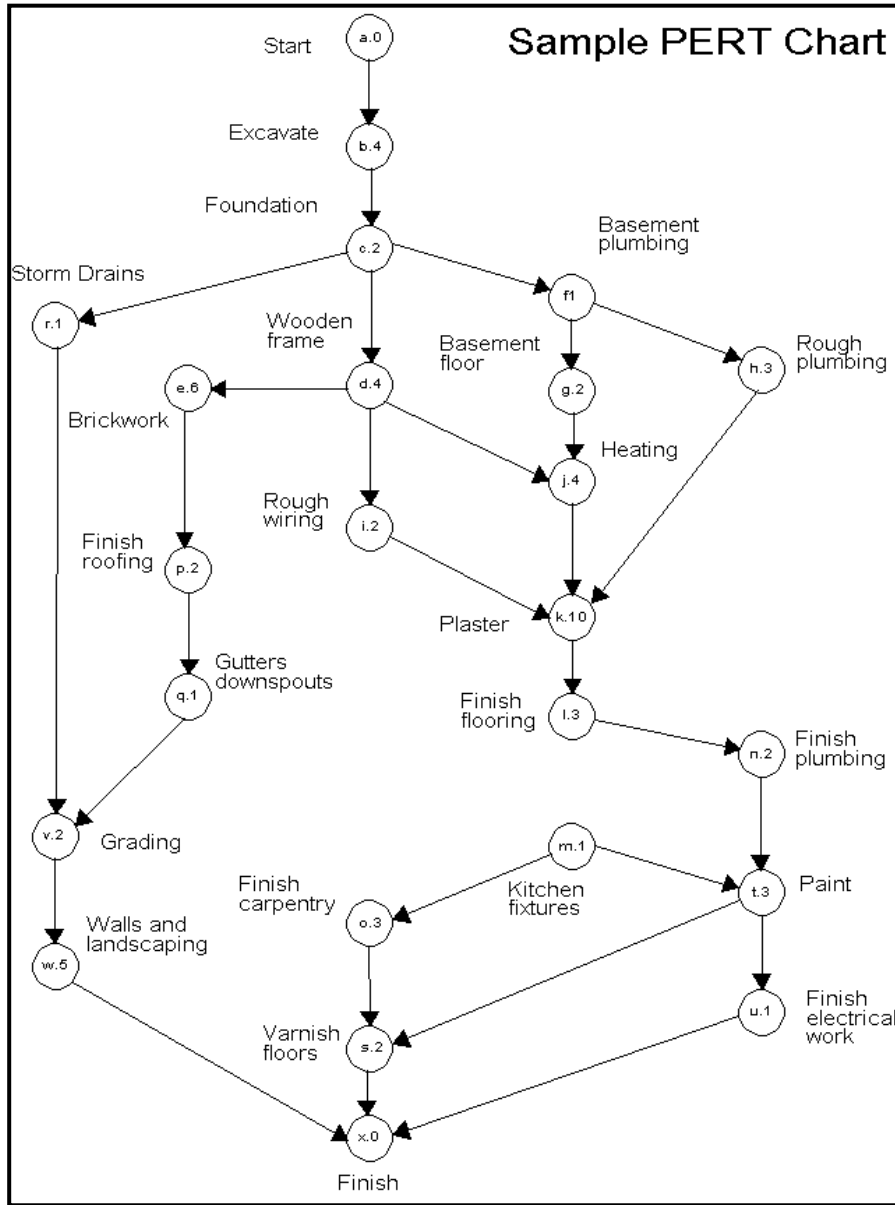 Sample PERT Chart
Start
a.0
Excavate
b.4
Foundation
c.2
Basement
plumbing
f1
Storm Drains
r.1
Wooden
frame
d.4
Basement
floor
g.2
Rough
plumbing
h.3
e.6
Brickwork
Heating
j.4
Rough
wiring
i.2
Finish
roofing
p.2
Plaster
k.10
Gutters
downspouts
q.1
Finish
flooring
l.3
Finish
plumbing
n.2
v.2
Grading
m.1
Kitchen
fixtures
Paint
t.3
Finish
carpentry
o.3
Walls and
landscaping
w.5
Varnish
floors
s.2
u.1
Finish
electrical
work
x.0
Finish